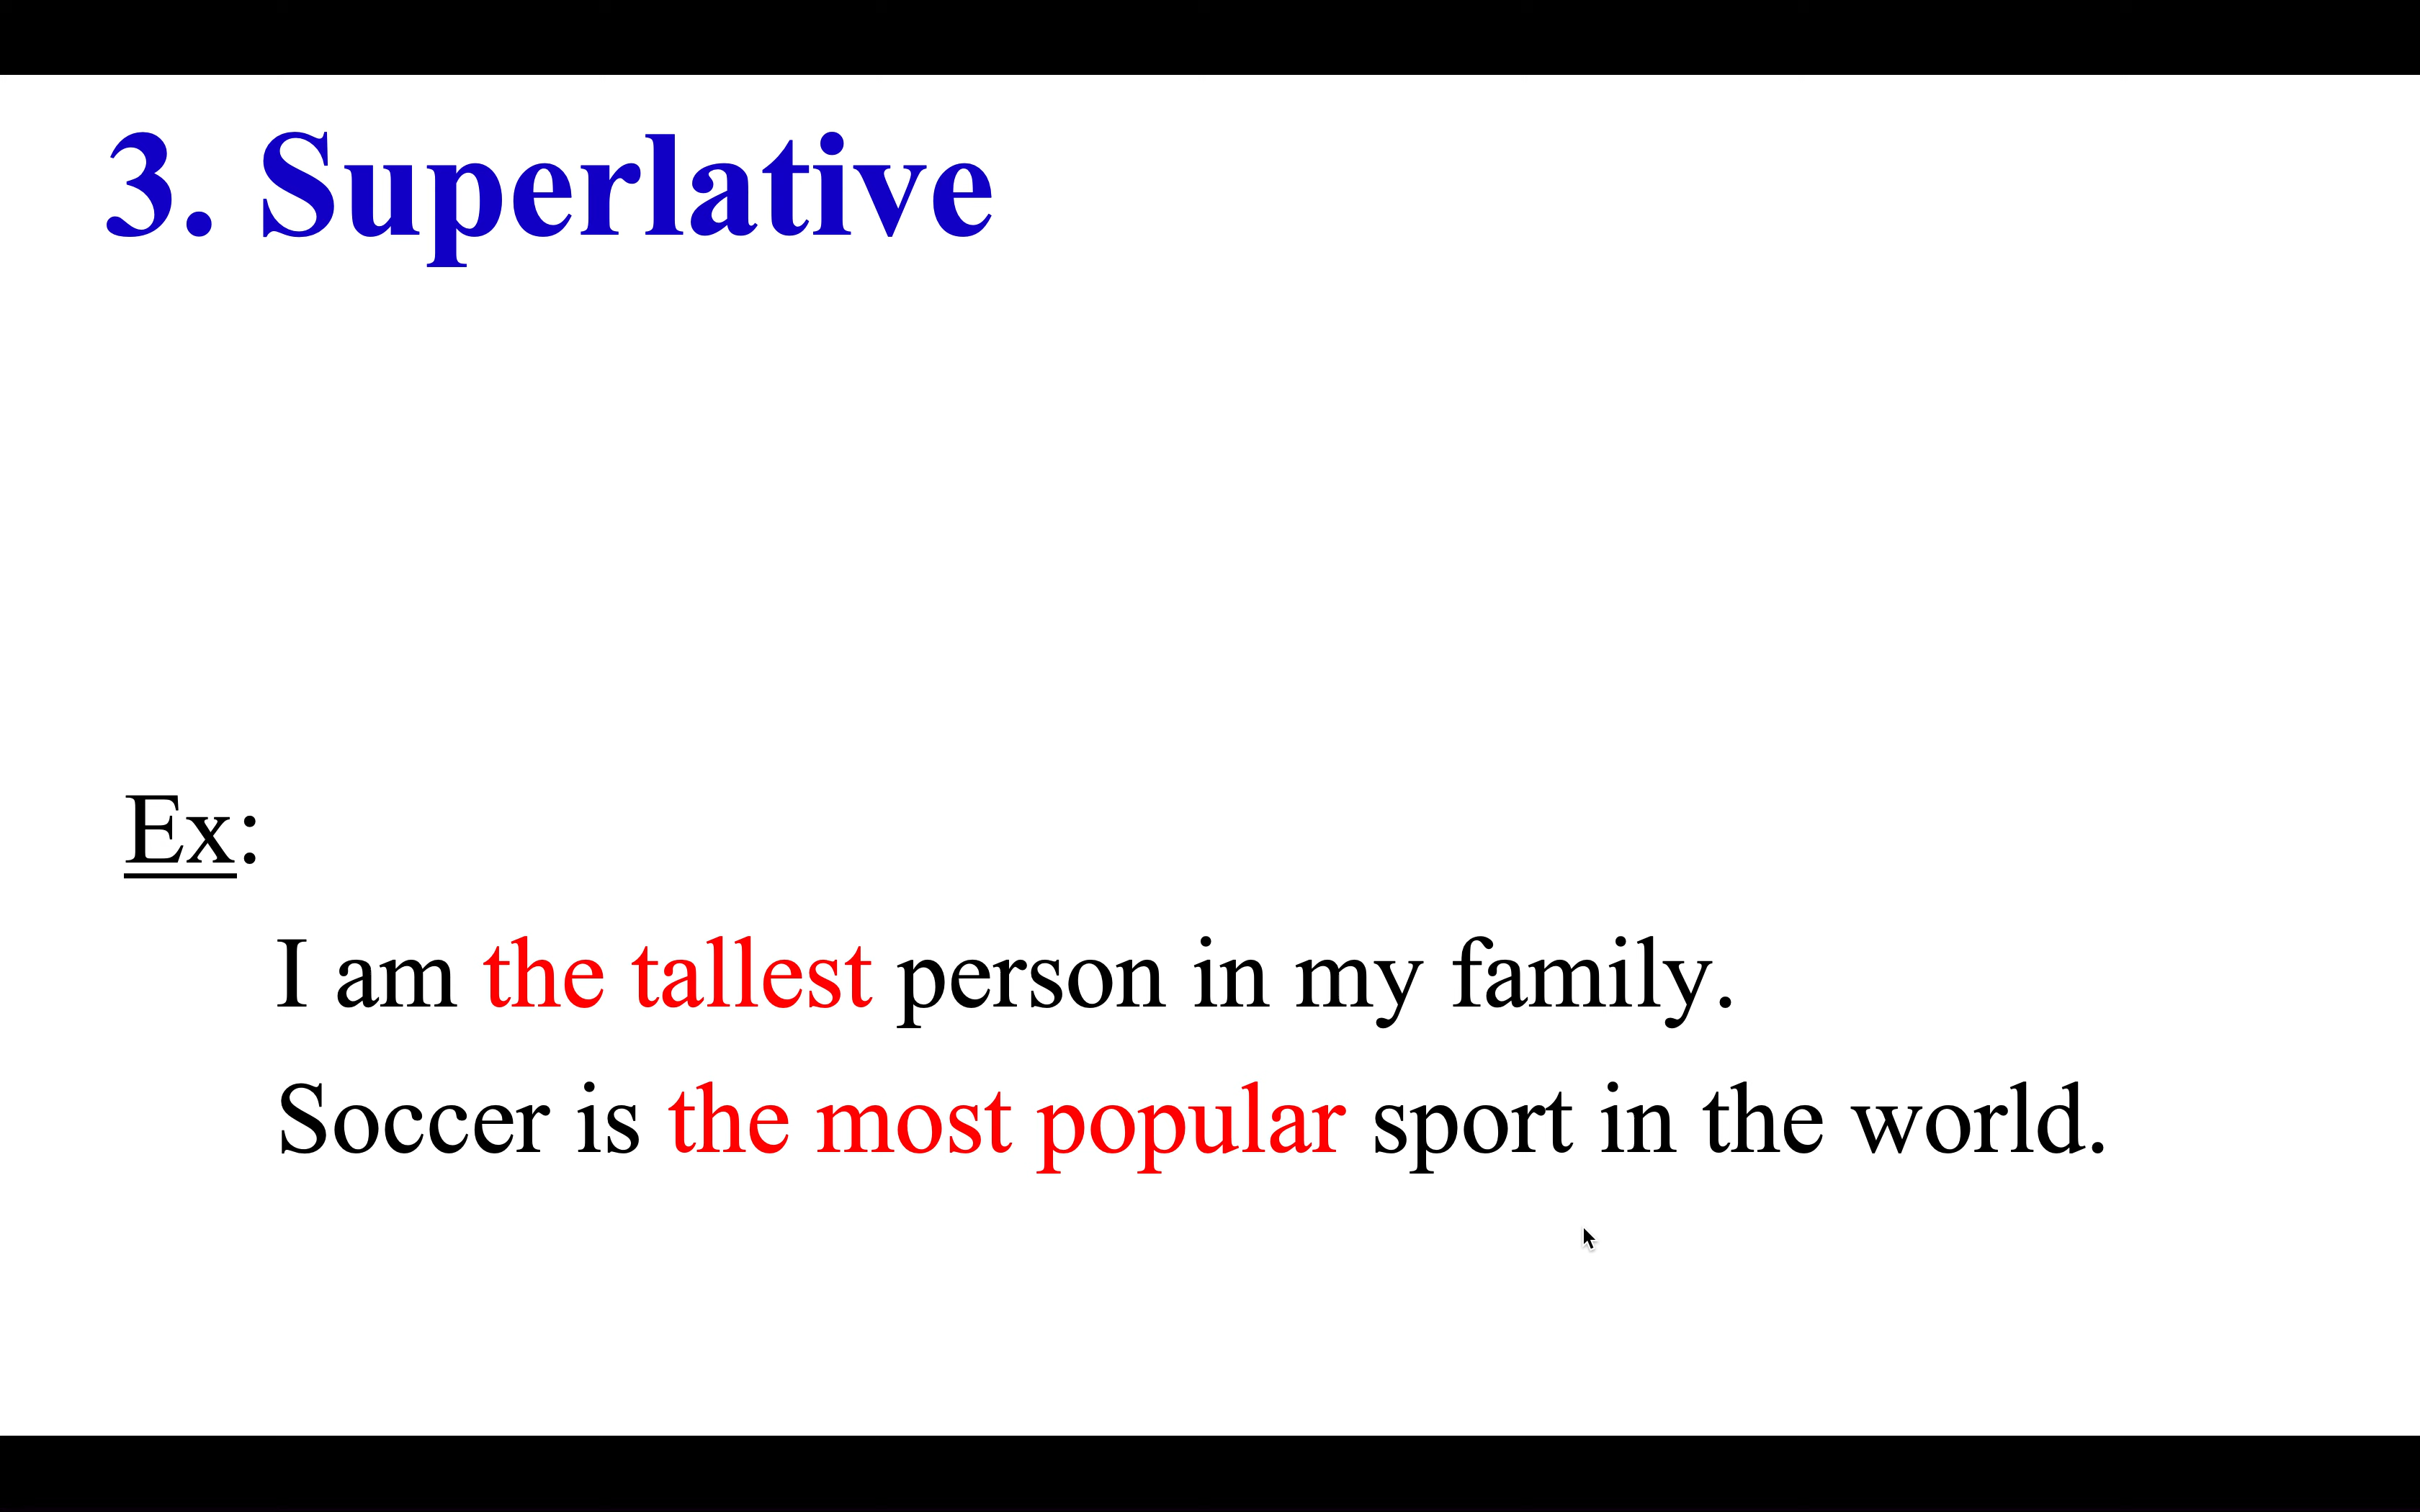 3. Superlative
Ex:
I am the tallest person in my family.
Soccer is the most popular sport in the world.